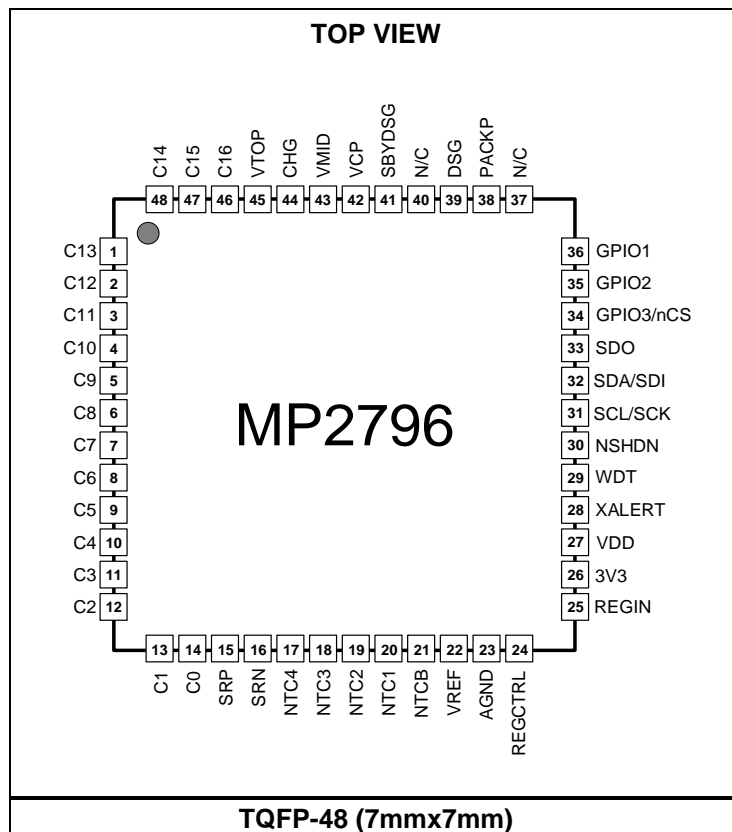 TOP VIEW
C14 C15 C16 VTOP CHG VMID VCP SBYDSG N/C DSG PACKP N/C
48 47 46 45 44 43 42 41 40 39 38 37
C13 1 36 GPIO1
C12 2 35 GPIO2
C11 3 34 GPIO3/nCS
C10 4 33 SDO
C9 5 32 SDA/SDI
C8 6 31 SCL/SCK
MP2796
C7 7 30 NSHDN
C6 8 29 WDT
C5 9 28 XALERT
C4 10 27 VDD
C3 11 26 3V3
C2 12 25 REGIN
13 14 15 16 17 18 19 20 21 22 23 24
C1 C0 SRP SRN NTC4 NTC3 NTC2 NTC1 NTCB VREF AGND REGCTRL
TQFP-48 (7mmx7mm)